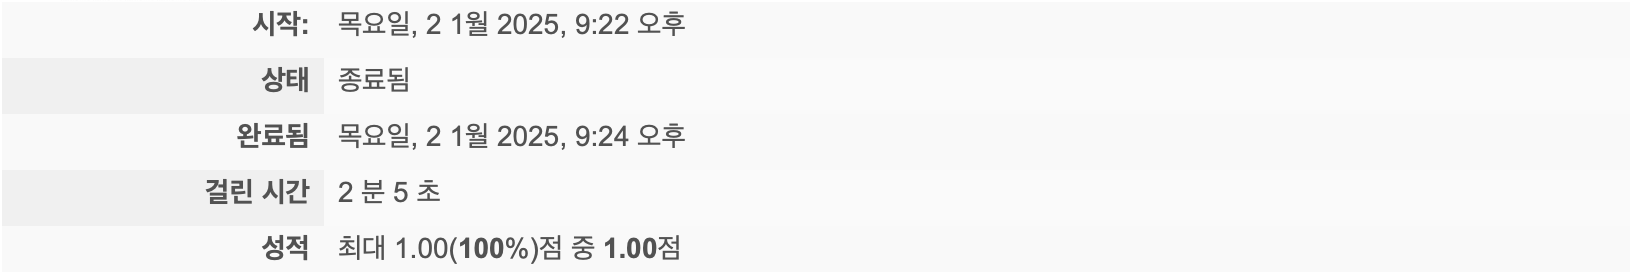 시작: 목요일, 2 1월 2025, 9:22 오후
상태 종료됨
완료됨 목요일, 2 1월 2025, 9:24 오후
걸린 시간 2 분 5 초
성적 최대 1.00(100%)점 중 1.00점